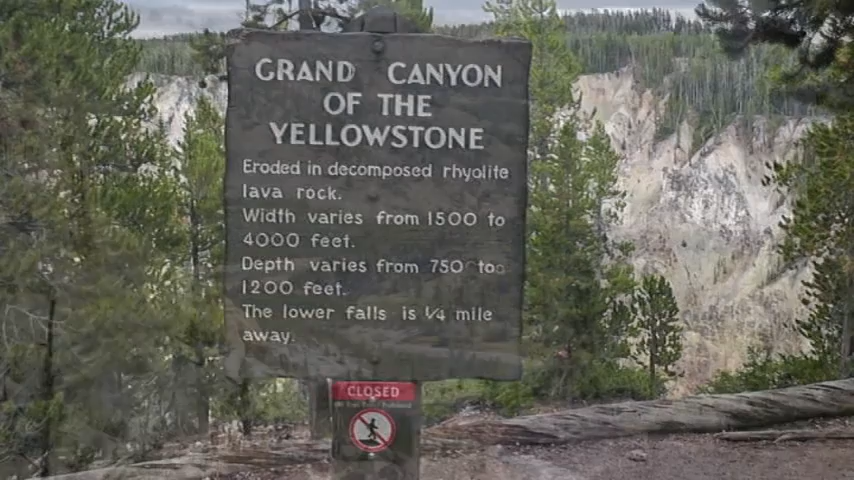 GRAND CANYON
OF THE
YELLOWSTONE
Eroded in decomposed rhyolite
lava rock.
Width varies from 1500 to
4000 feet.
Depth varies from 750 to
1200 feet.
The lower falls is ¼ mile
away.
CLOSED